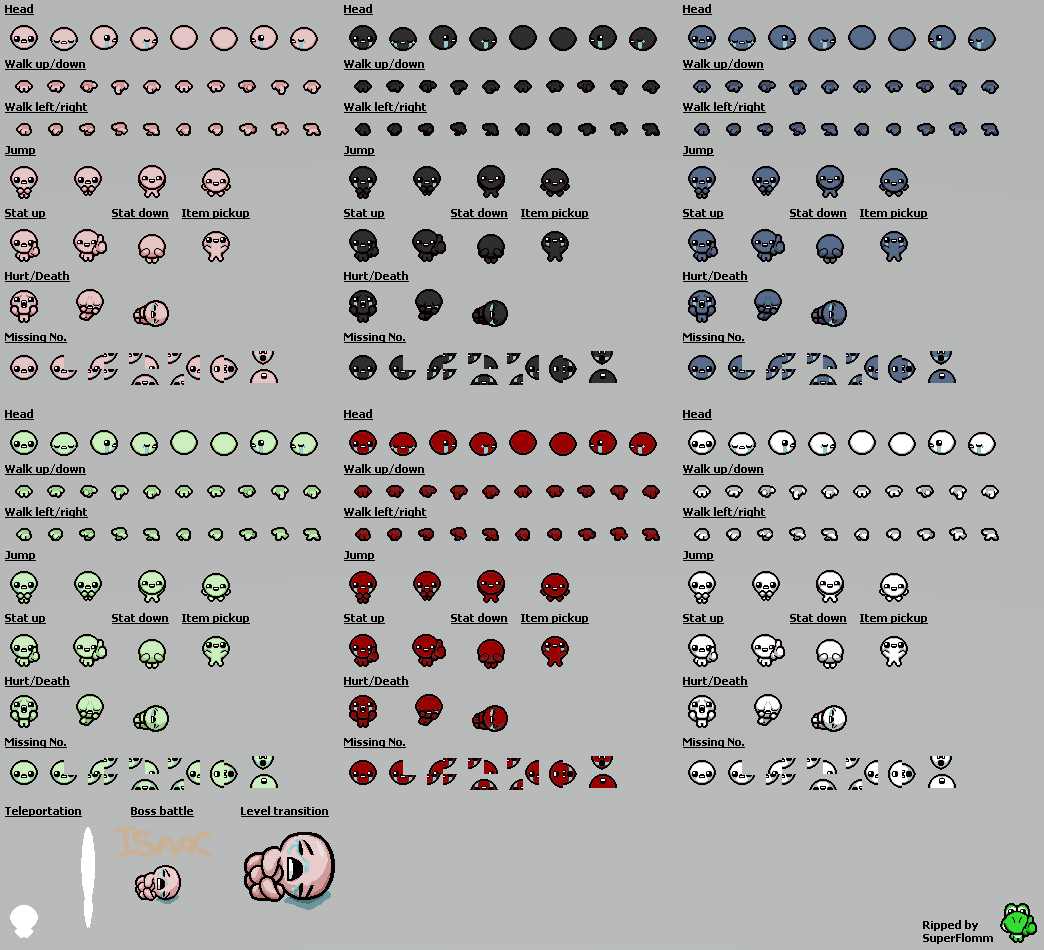 Head Head Head
Walk up/down Walk up/down Walk up/down
Walk left/right Walk left/right Walk left/right
Jump Jump Jump
Stat up Stat down Item pickup Stat up Stat down Item pickup Stat up Stat down Item pickup
Hurt/Death Hurt/Death Hurt/Death
Missing No. Missing No. Missing No.
Head Head Head
Walk up/down Walk up/down Walk up/down
Walk left/right Walk left/right Walk left/right
Jump Jump Jump
Stat up Stat down Item pickup Stat up Stat down Item pickup Stat up Stat down Item pickup
Hurt/Death Hurt/Death Hurt/Death
Missing No. Missing No. Missing No.
Teleportation Boss battle Level transition
ISAAC
Ripped by
SuperFlomm